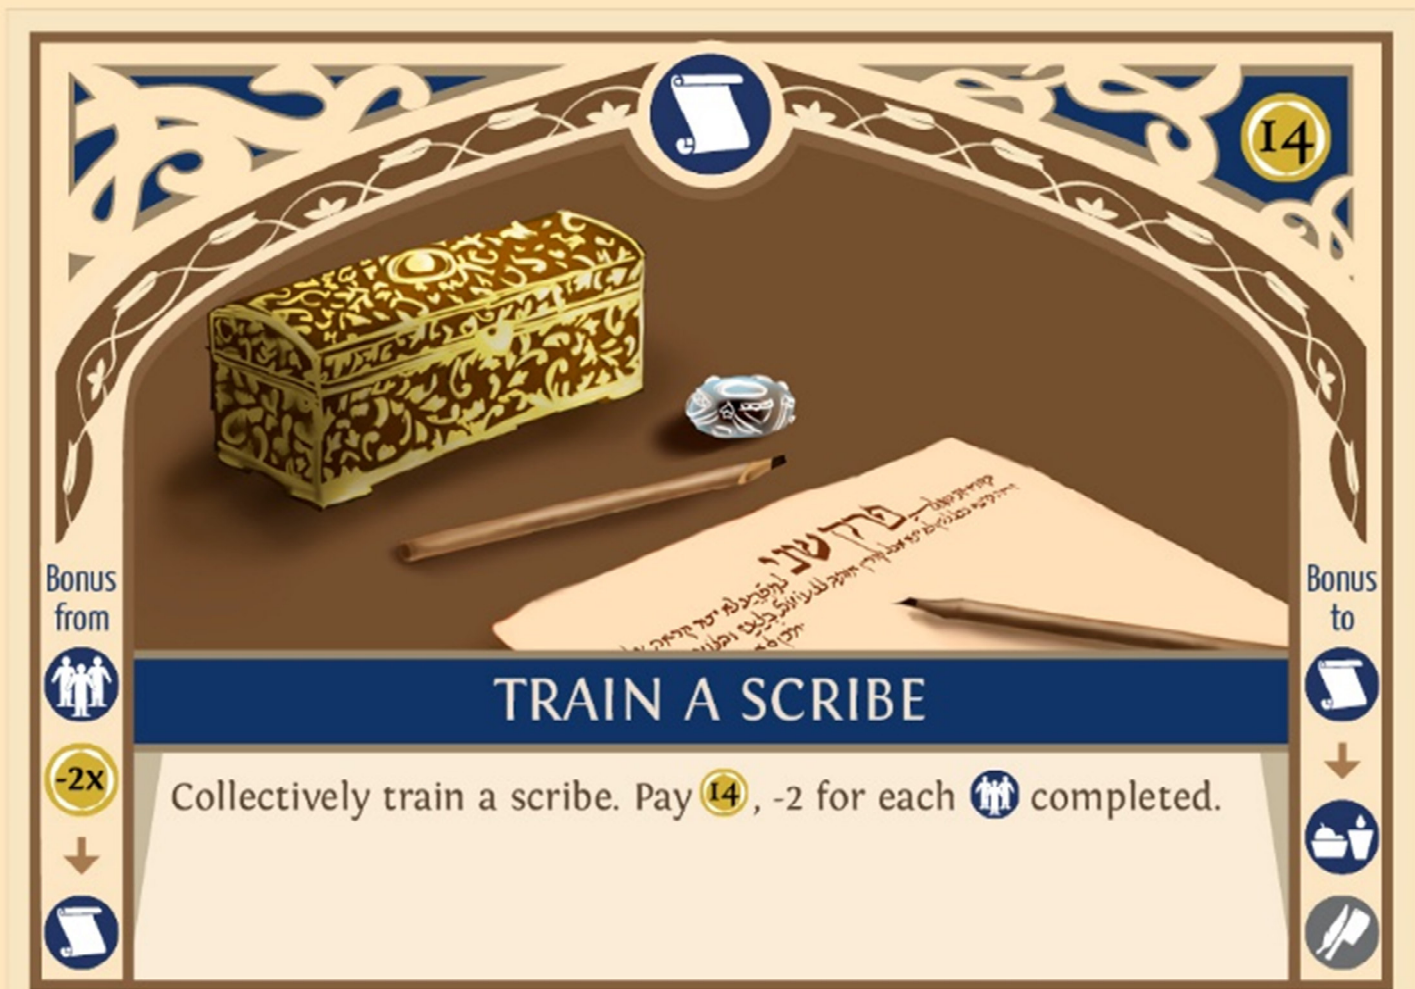 14
Bonus
from
-2x
Bonus
to
פרק שני
TRAIN A SCRIBE
Collectively train a scribe. Pay 14, -2 for each completed.